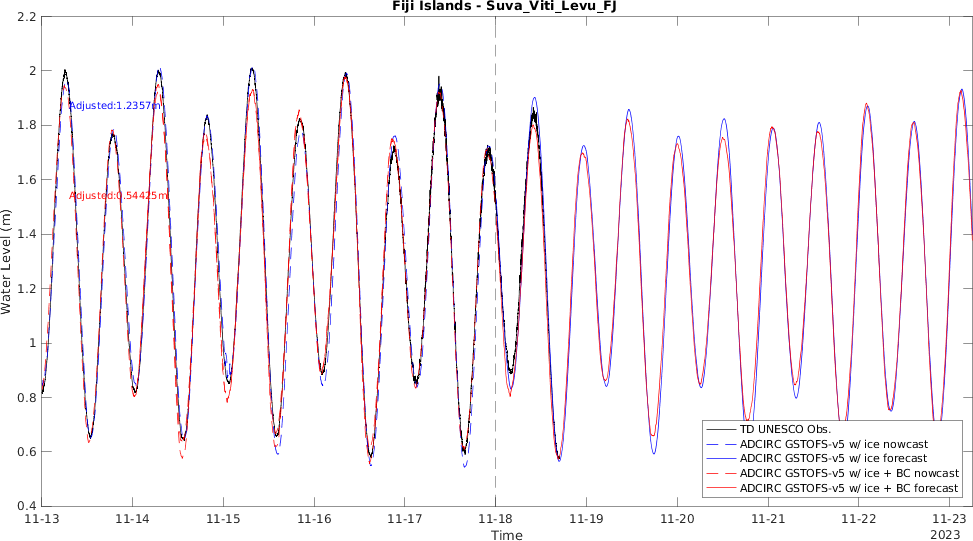 Fiji Islands - Suva_Viti_Levu_FJ
2.2
2
1.8
1.6
1.4
1.2
1
0.8
0.6
0.4
Water Level (m)
Adjusted:1.2357m
Adjusted:0.54425m
TD UNESCO Obs.
ADCIRC GSTOFS-v5 w/ ice nowcast
ADCIRC GSTOFS-v5 w/ ice forecast
ADCIRC GSTOFS-v5 w/ ice + BC nowcast
ADCIRC GSTOFS-v5 w/ ice + BC forecast
11-13 11-14 11-15 11-16 11-17 11-18 11-19 11-20 11-21 11-22 11-23
Time
2023